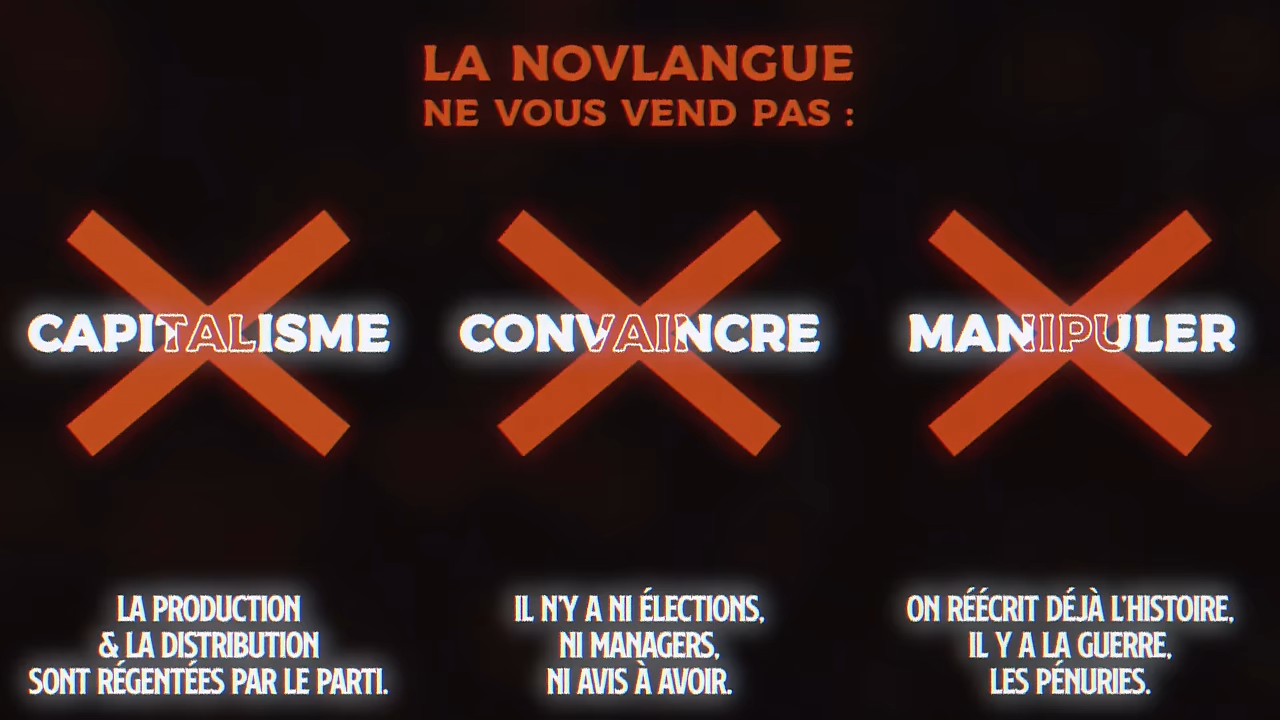 LA NOVLANGUE
NE VOUS VEND PAS :
CAPITALISME
CONVAINCRE
MANIPULER
LA PRODUCTION
& LA DISTRIBUTION
SONT RÉGENTÉES PAR LE PARTI.
IL N'Y A NI ÉLECTIONS,
NI MANAGERS,
NI AVIS À AVOIR.
ON RÉÉCRIT DÉJÀ L'HISTOIRE,
IL Y A LA GUERRE,
LES PÉNURIES.